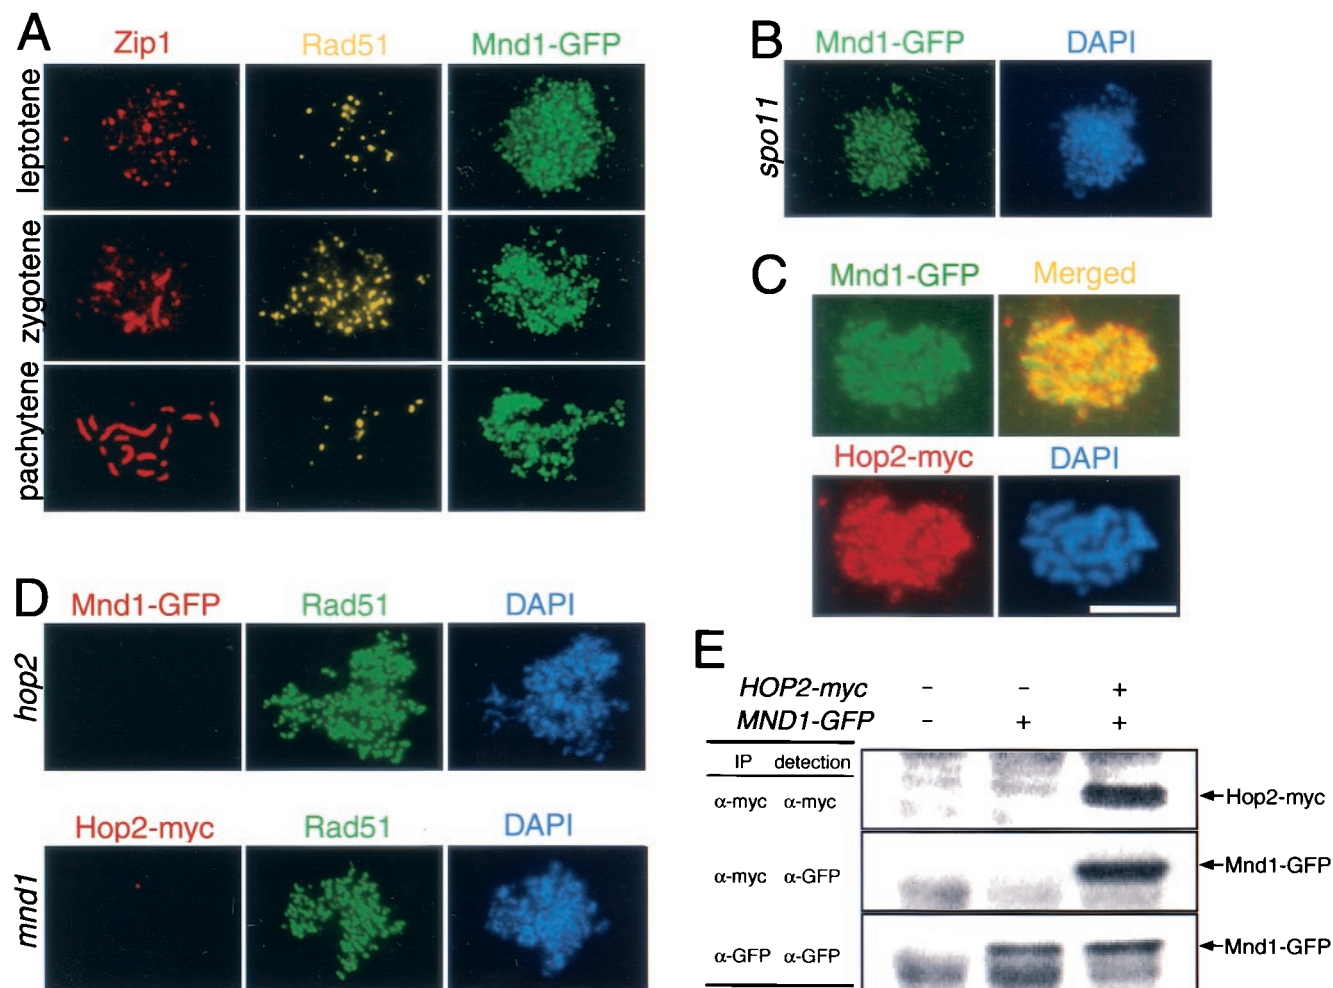 A
Zip1 Rad51 Mnd1-GFP
leptotene
zygotene
pachytene
B
Mnd1-GFP DAPI
spo11
C
Mnd1-GFP Merged
Hop2-myc DAPI
D
Mnd1-GFP Rad51 DAPI
hop2
Hop2-myc Rad51 DAPI
mnd1
E
HOP2-myc - - +
MND1-GFP - + +
IP detection
α-myc α-myc Hop2-myc
α-myc α-GFP Mnd1-GFP
α-GFP α-GFP Mnd1-GFP